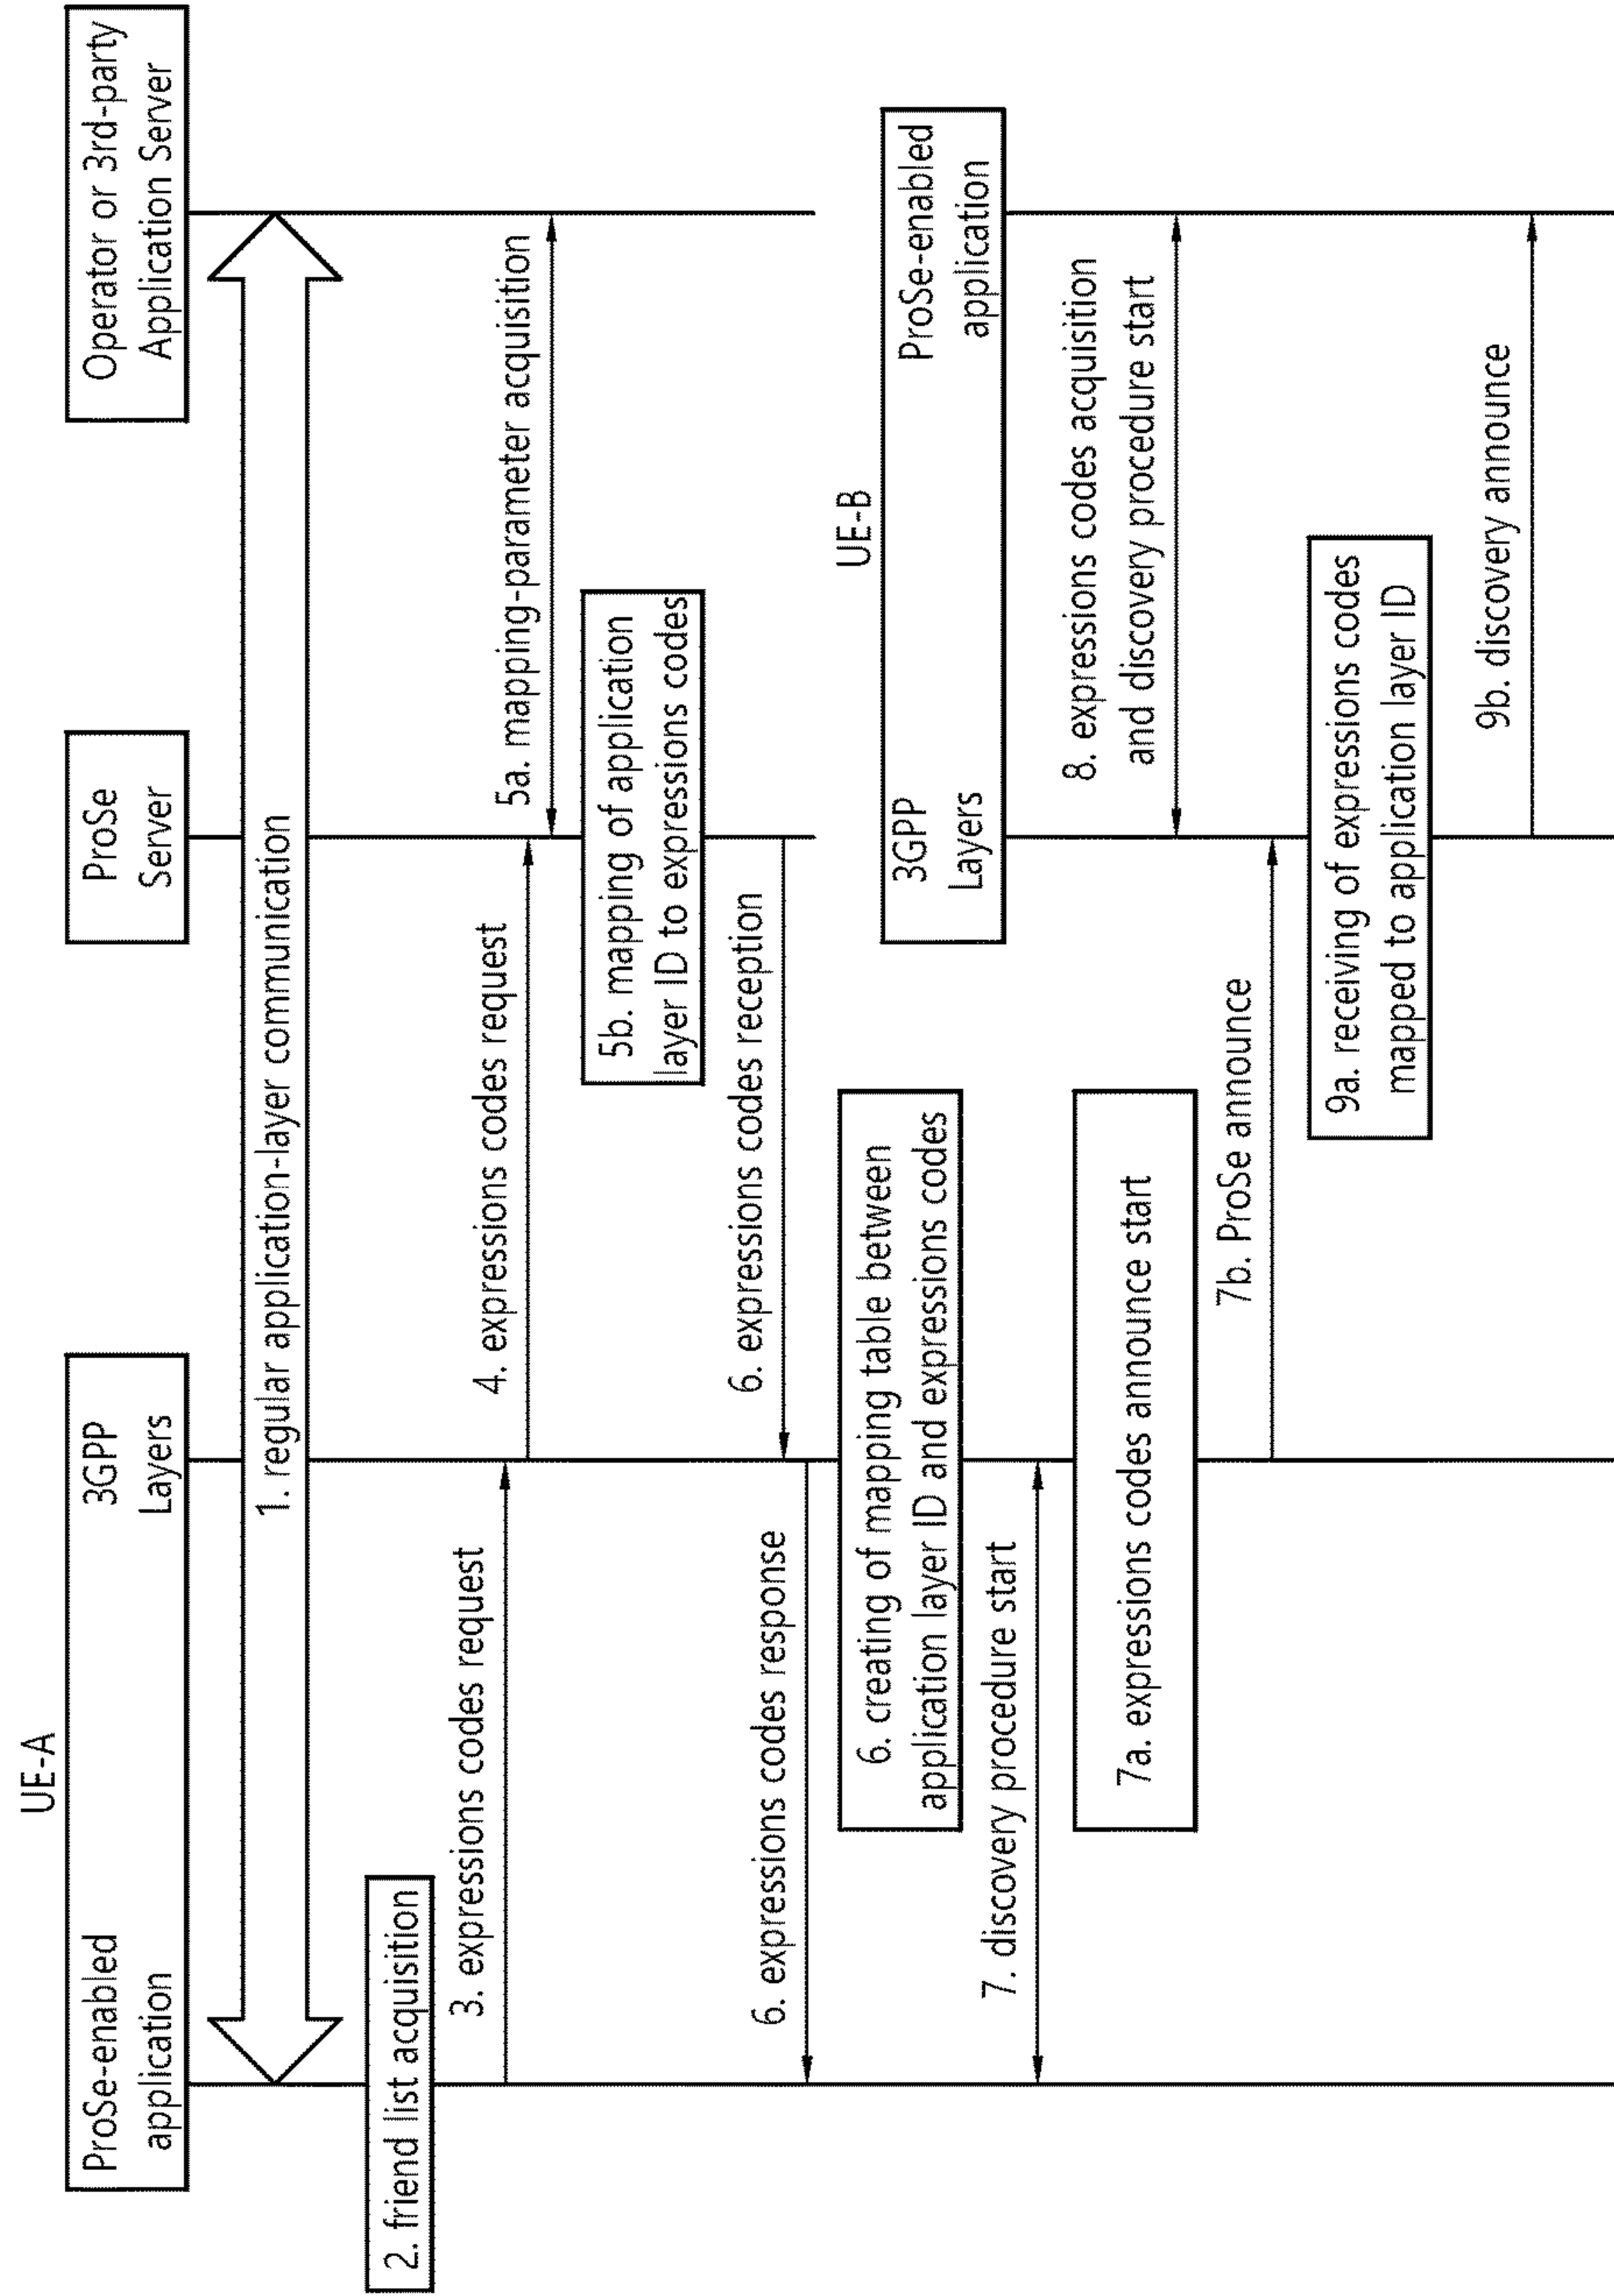 UE-A
ProSe-enabled
application
3GPP
Layers
ProSe
Server
Operator or 3rd-party
Application Server
1. regular application-layer communication
2. friend list acquisition
3. expressions codes request
4. expressions codes request
5a. mapping-parameter acquisition
5b. mapping of application
layer ID to expressions codes
6. expressions codes reception
6. expressions codes response
6. creating of mapping table between
application layer ID and expressions codes
UE-B
3GPP
Layers
ProSe-enabled
application
7. discovery procedure start
7a. expressions codes announce start
8. expressions codes acquisition
and discovery procedure start
7b. ProSe announce
9a. receiving of expressions codes
mapped to application layer ID
9b. discovery announce